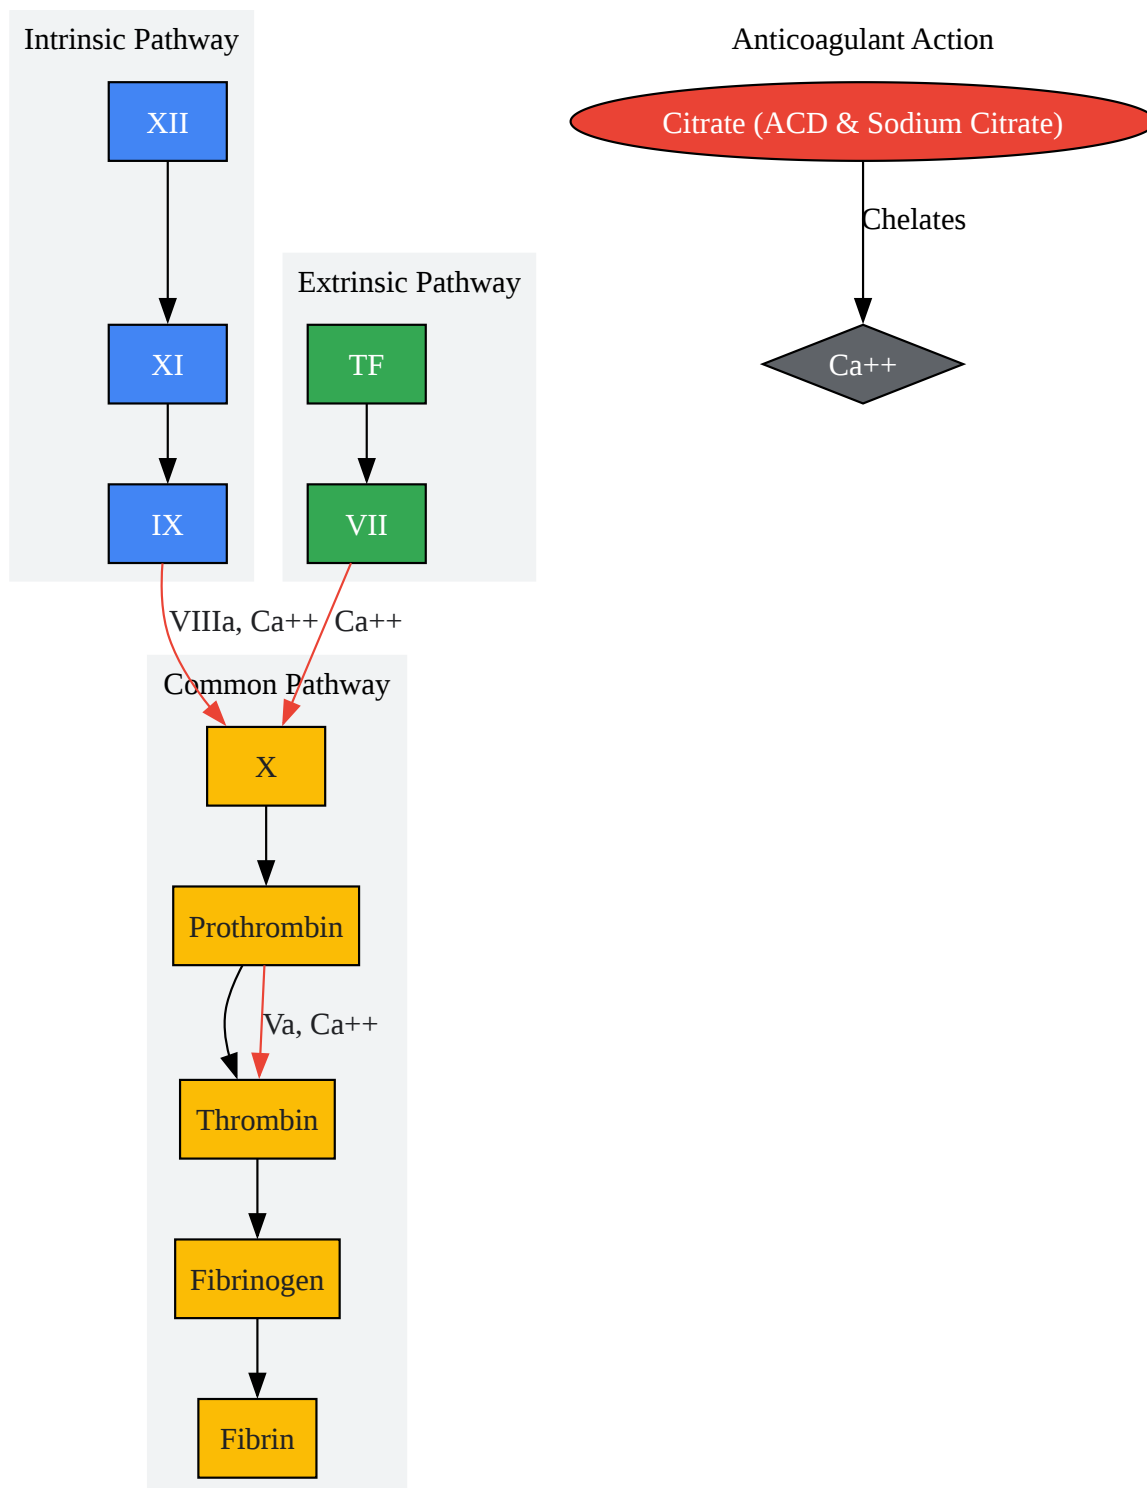 Intrinsic Pathway
XII
XI
IX
Extrinsic Pathway
TF
VII
VIIIa, Ca++
Ca++
Common Pathway
X
Prothrombin
Va, Ca++
Thrombin
Fibrinogen
Fibrin
Anticoagulant Action
Citrate (ACD & Sodium Citrate)
Chelates
Ca++